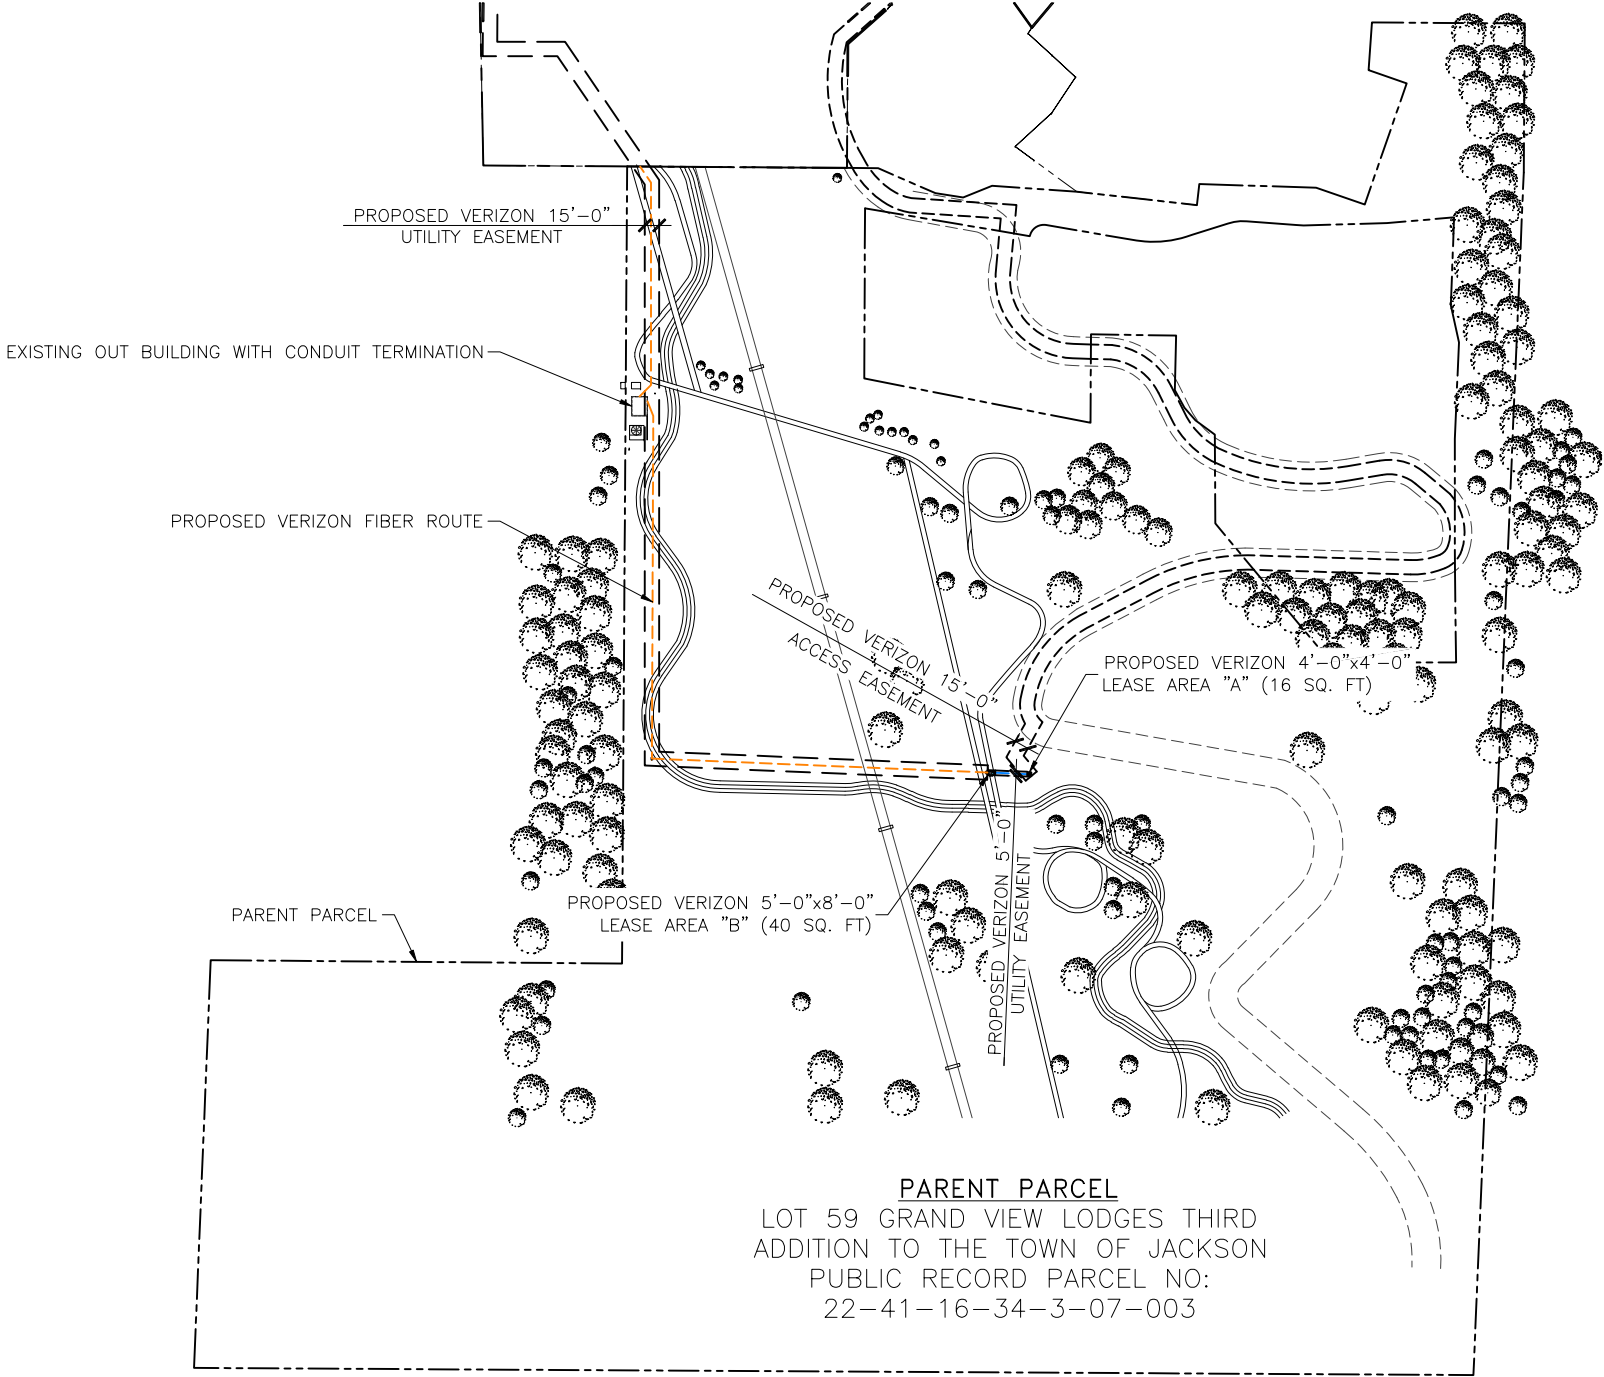 PROPOSED VERIZON 15'-0"
UTILITY EASEMENT
EXISTING OUT BUILDING WITH CONDUIT TERMINATION
PROPOSED VERIZON FIBER ROUTE
PROPOSED VERIZON 15'-0"
ACCESS EASEMENT
PROPOSED VERIZON 4'-0"x4'-0"
LEASE AREA "A" (16 SQ. FT)
PROPOSED VERIZON 5'-0"x8'-0"
LEASE AREA "B" (40 SQ. FT)
PROPOSED VERIZON 5'-0"
UTILITY EASEMENT
PARENT PARCEL
PARENT PARCEL
LOT 59 GRAND VIEW LODGES THIRD
ADDITION TO THE TOWN OF JACKSON
PUBLIC RECORD PARCEL NO:
22-41-16-34-3-07-003